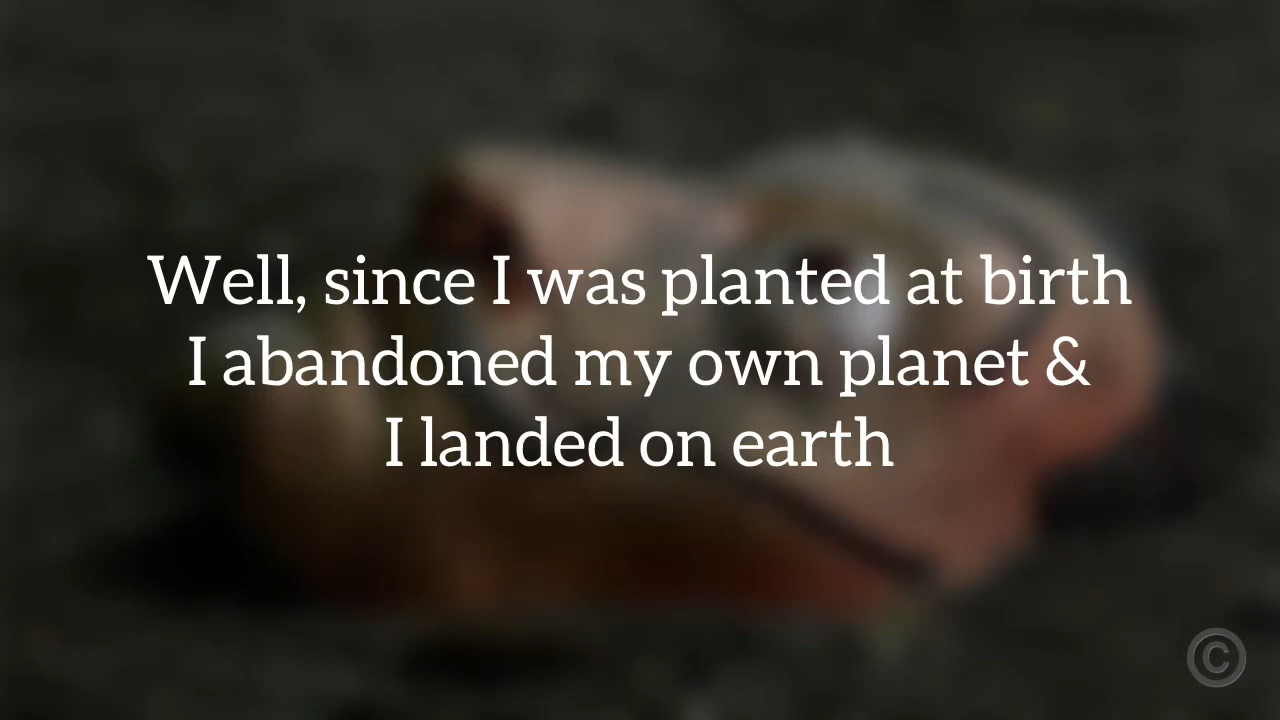 Well, since I was planted at birth
I abandoned my own planet &
I landed on earth
©